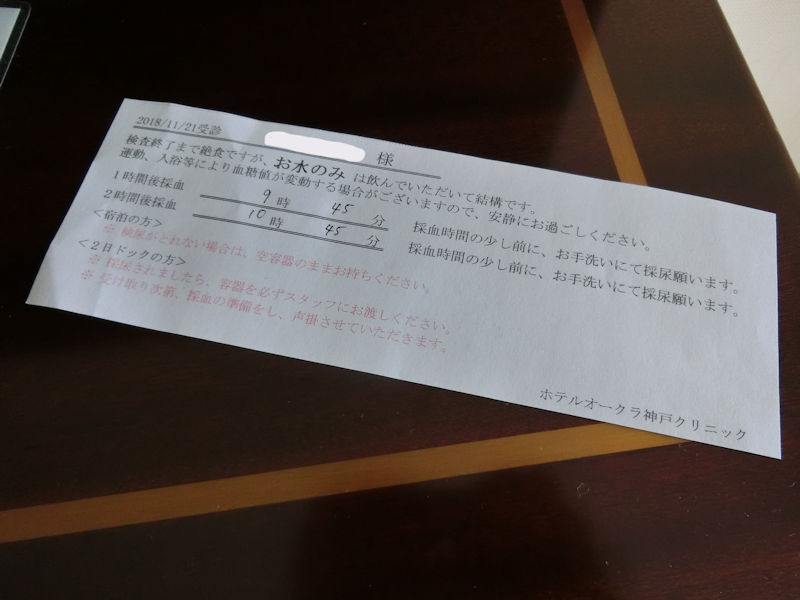 2018/11/21受診 様
検査終了まで絶食ですが、お水のみ は飲んでいただいて結構です。
運動、入浴等により血糖値が変動する場合がございますので、安静にお過ごしください。
1時間後採血 9時 45分 採血時間の少し前に、お手洗いにて採尿願います。
2時間後採血 10時 45分 採血時間の少し前に、お手洗いにて採尿願います。
<宿泊の方>
※ 検尿がとれない場合は、空容器のままお持ちください。
<2日ドックの方>
※ 採尿されましたら、容器を必ずスタッフにお渡しください。
※ 受け取り次第、採血の準備をし、声掛させていただきます。
ホテルオークラ神戸クリニック